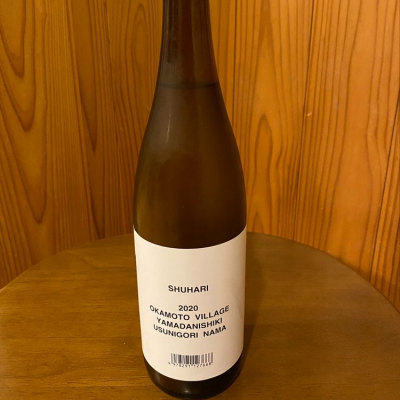 SHUHARI
2020
OKAMOTO VILLAGE
YAMADANISHIKI
USUNIGORI NAMA